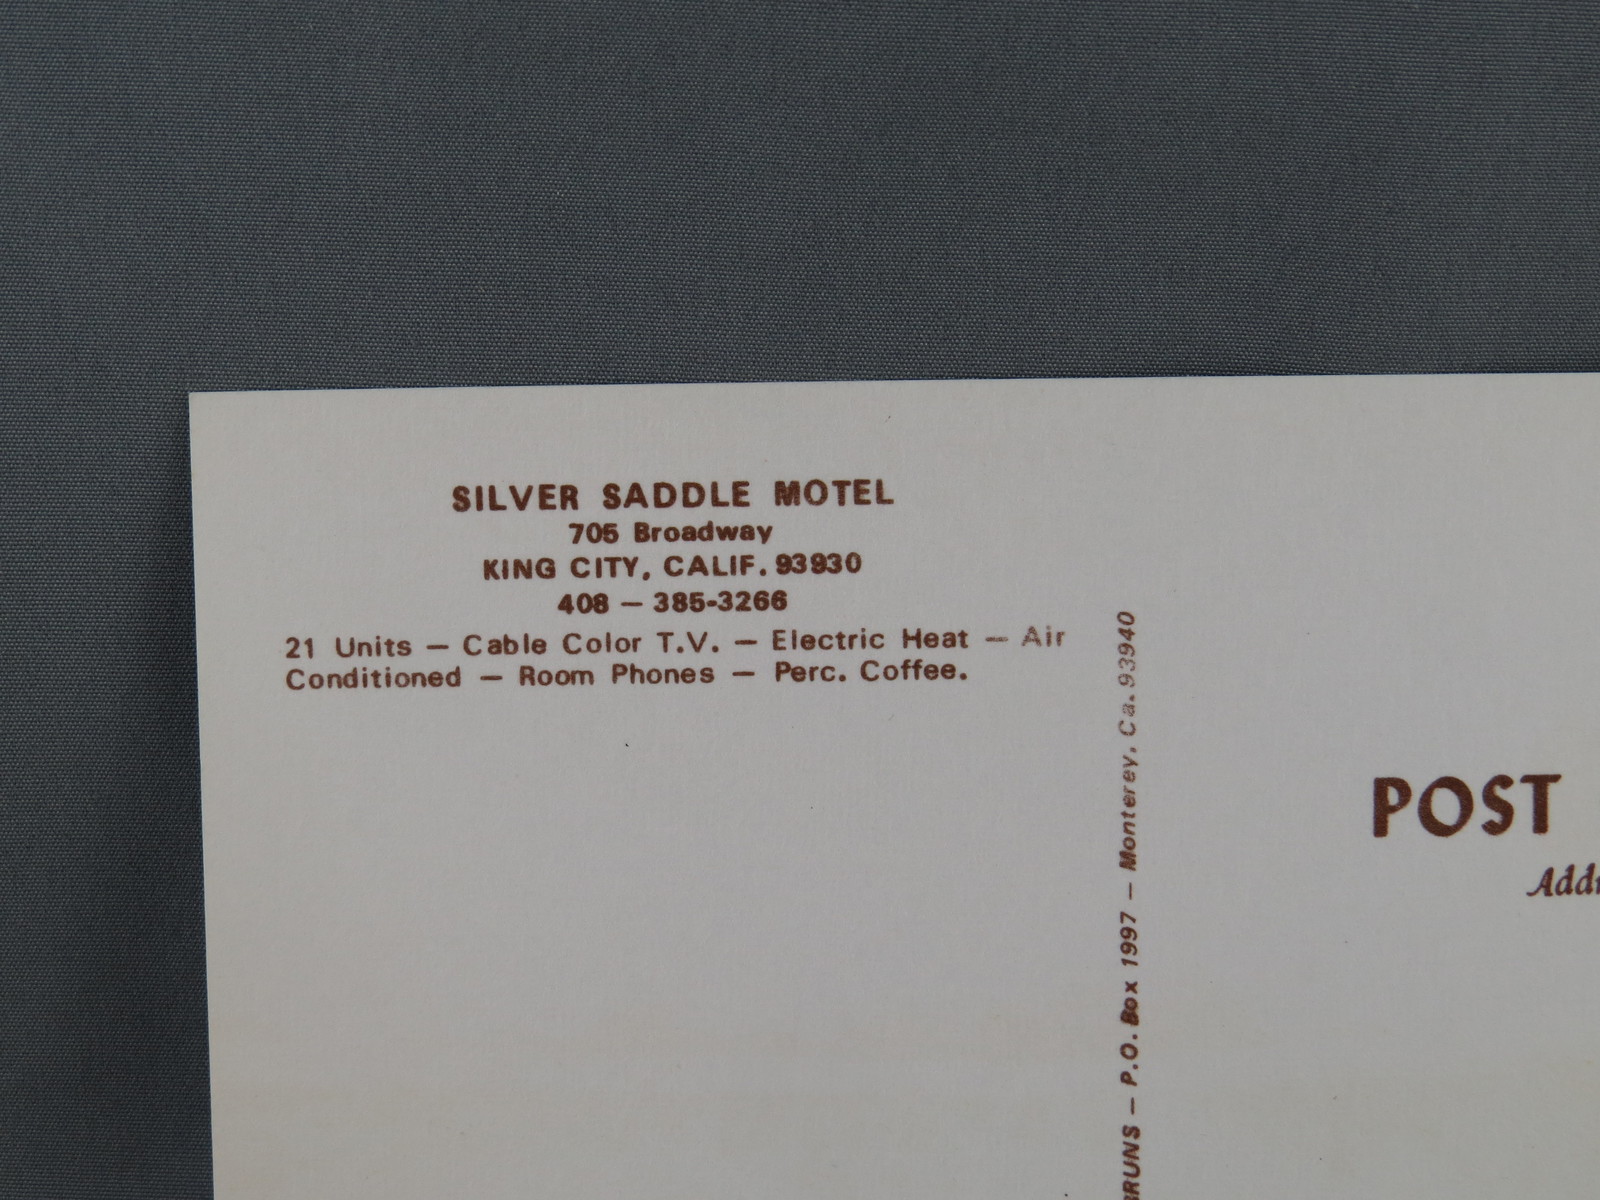 SILVER SADDLE MOTEL
705 Broadway
KING CITY, CALIF. 93930
408 — 385-3266
21 Units — Cable Color T.V. — Electric Heat — Air
Conditioned — Room Phones — Perc. Coffee.
BRUNS — P.O. Box 1997 — Monterey, Ca. 93940
POST